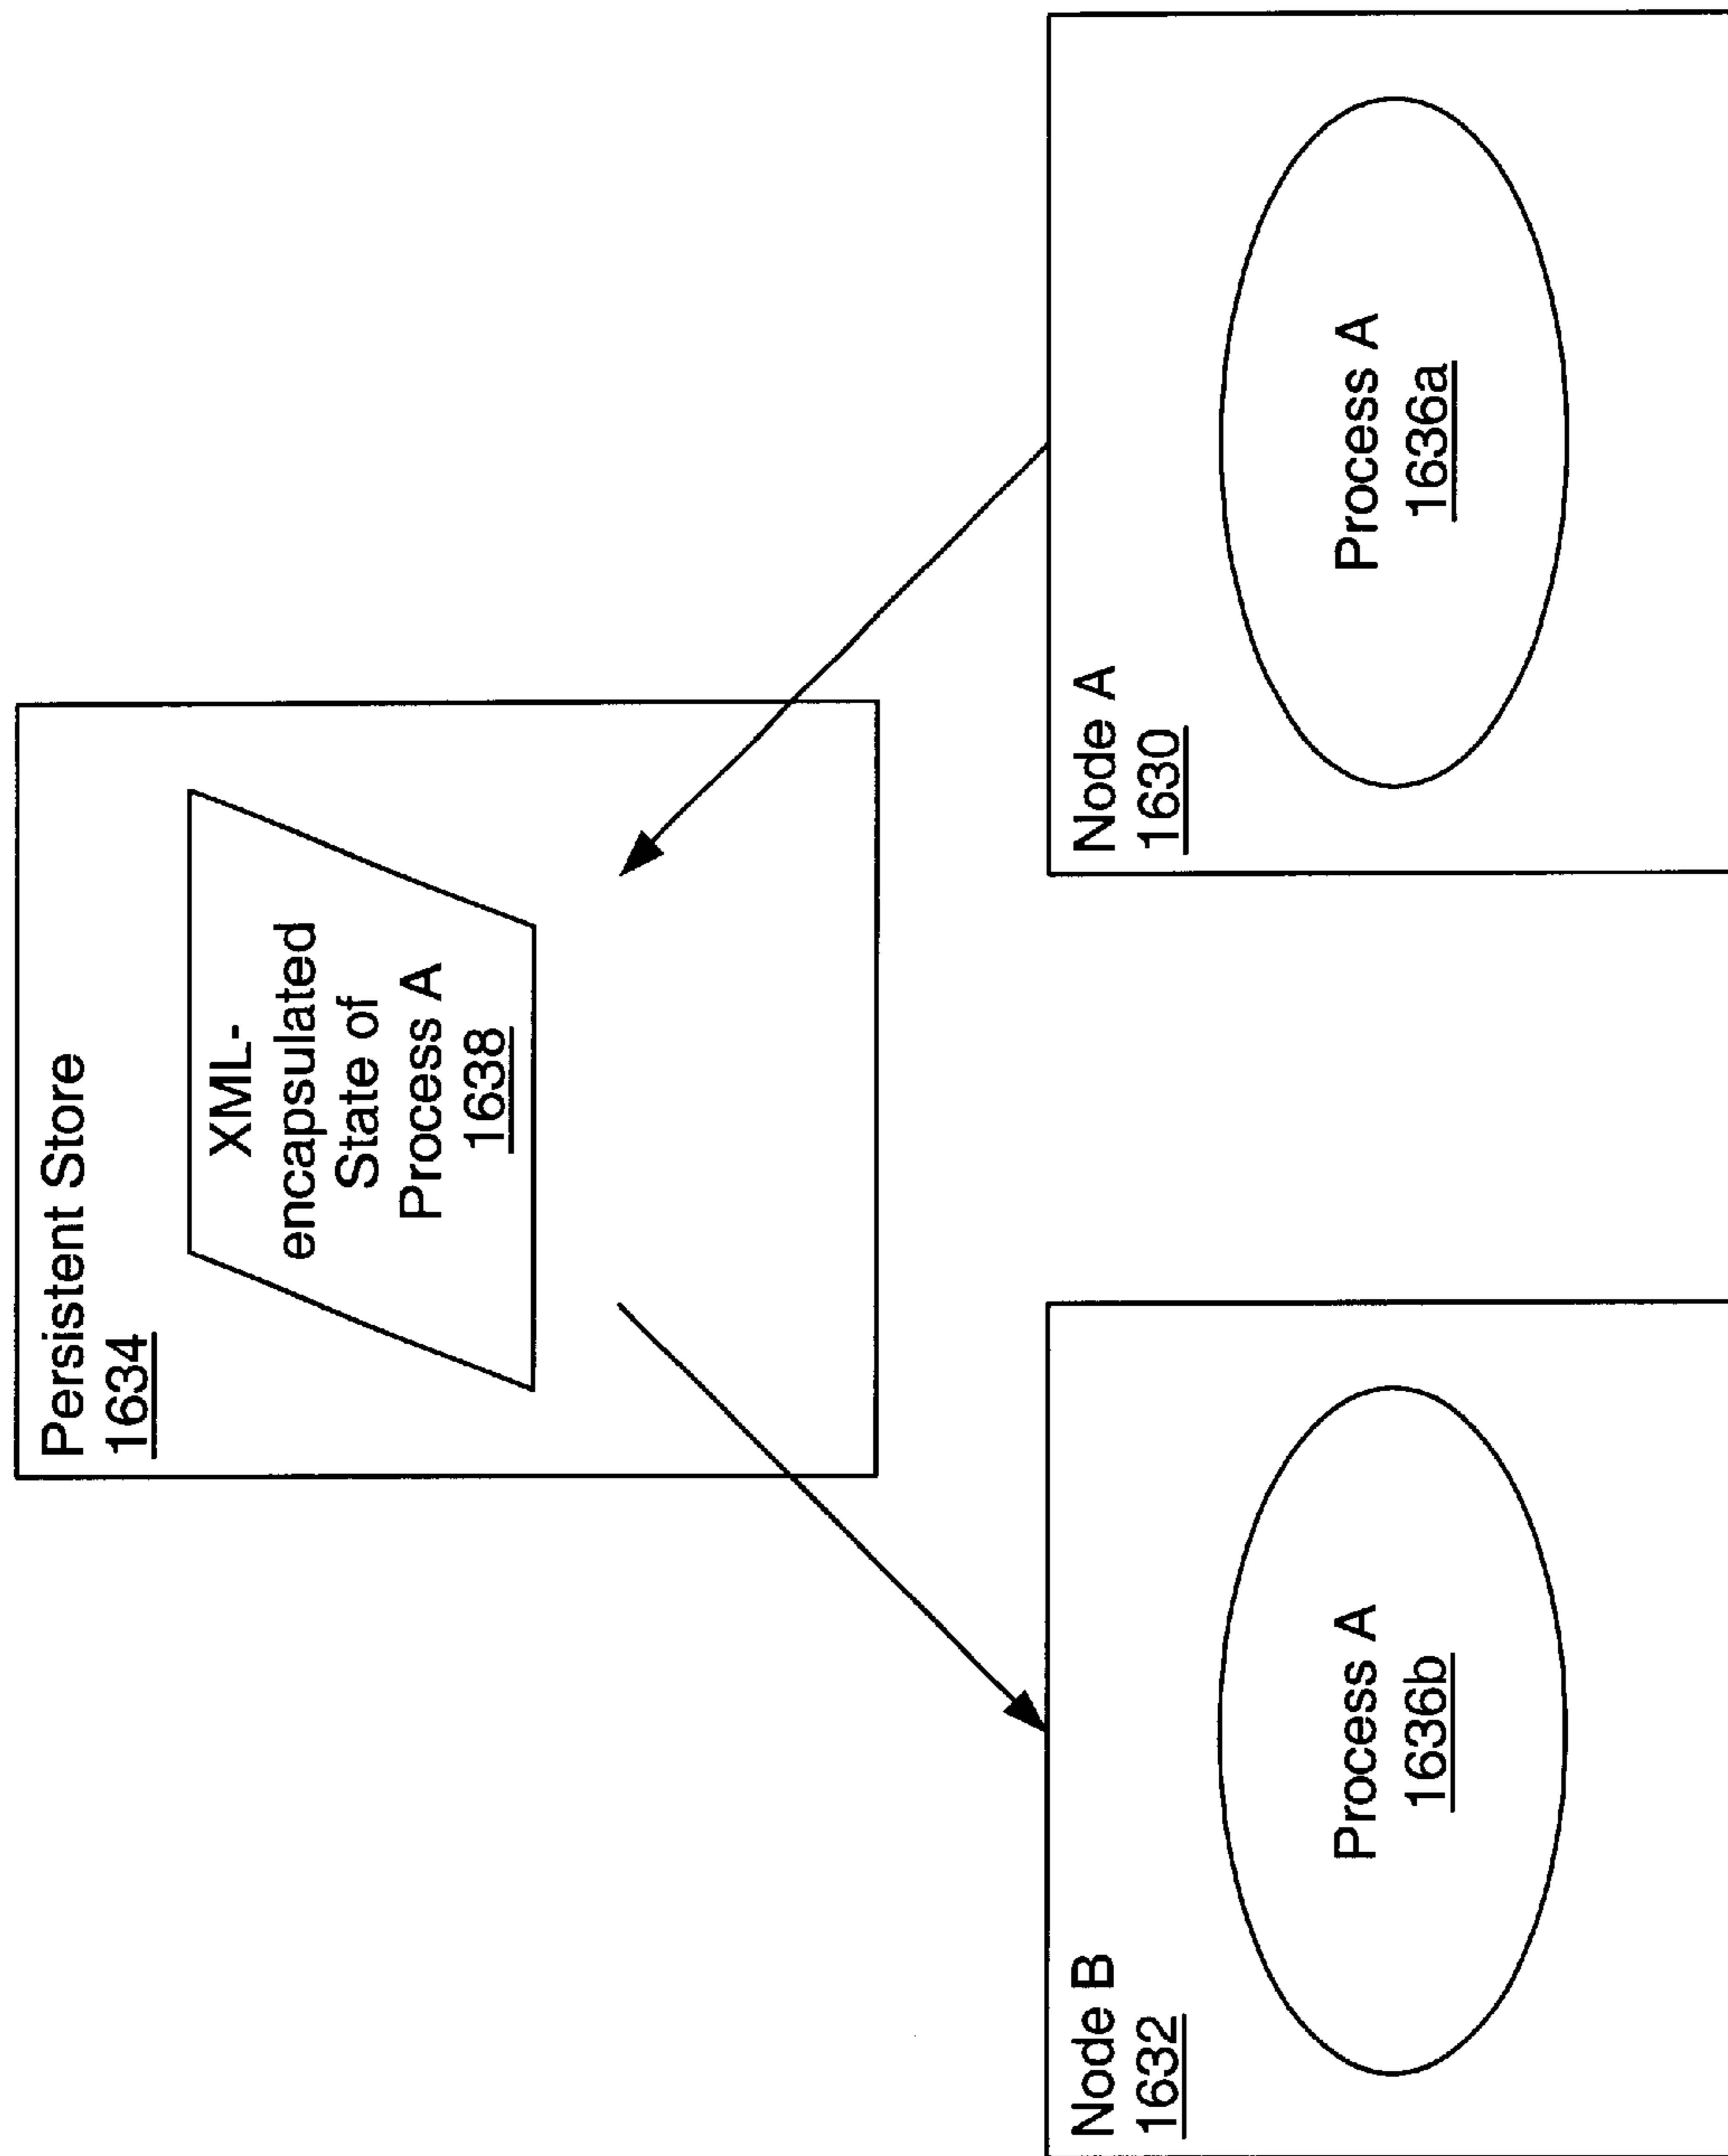 Persistent Store
1634
XML-
encapsulated
State of
Process A
1638
Node B
1632
Process A
1636b
Node A
1630
Process A
1636a